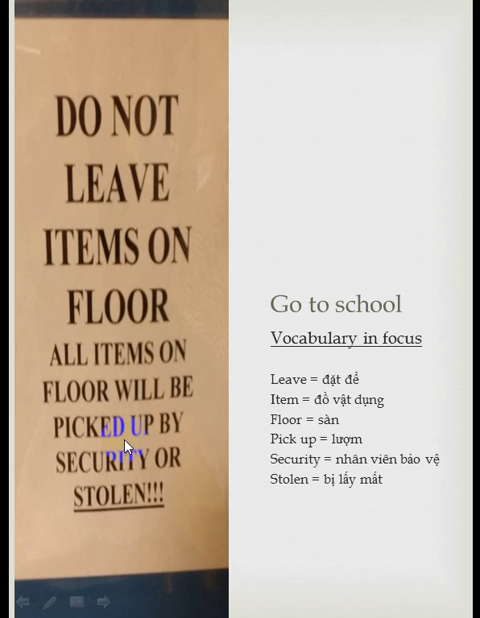 DO NOT
LEAVE
ITEMS ON
FLOOR
ALL ITEMS ON
FLOOR WILL BE
PICKED UP BY
SECURITY OR
STOLEN!!!
Go to school
Vocabulary in focus
Leave = đặt để
Item = đồ vật dụng
Floor = sàn
Pick up = lượm
Security = nhân viên bảo vệ
Stolen = bị lấy mất